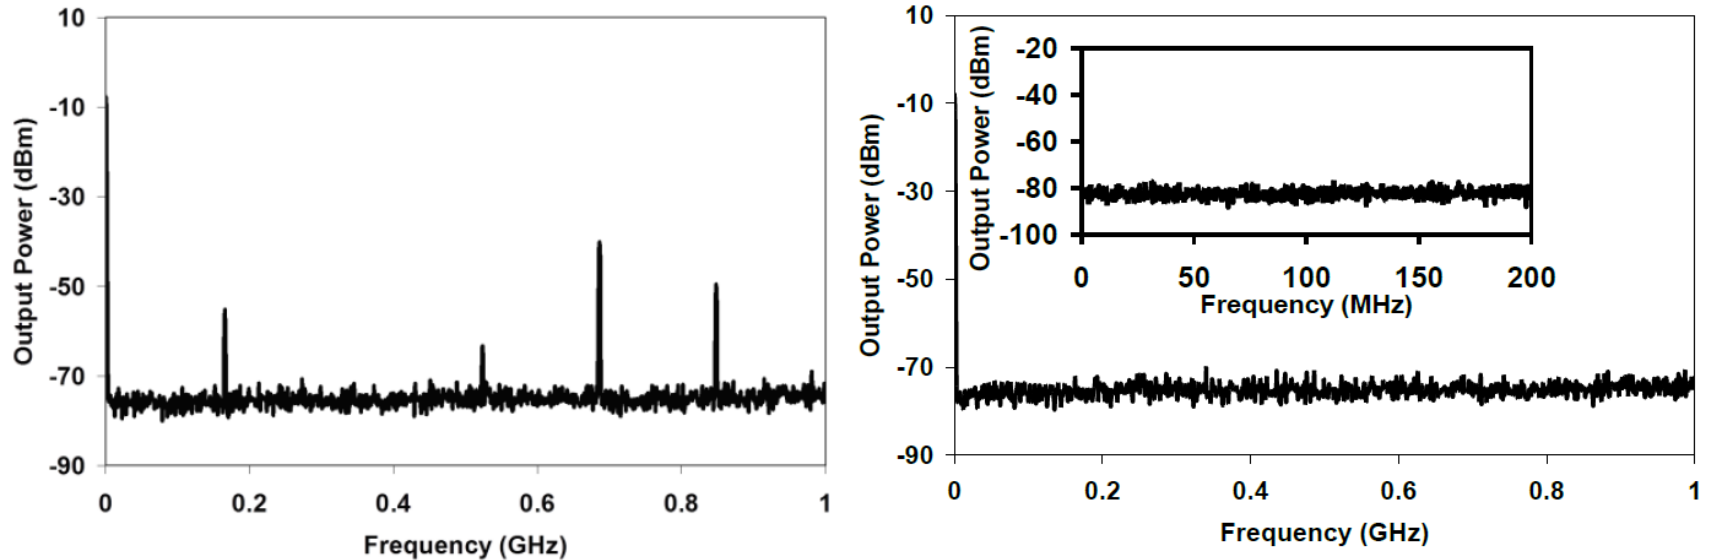 10
-10
-30
-50
-70
-90
Output Power (dBm)
0 0.2 0.4 0.6 0.8 1
Frequency (GHz)
10
-10
-30
-50
-70
-90
Output Power (dBm)
0 0.2 0.4 0.6 0.8 1
Frequency (GHz)
-20
-40
-60
-80
-100
Output Power (dBm)
0 50 100 150 200
Frequency (MHz)